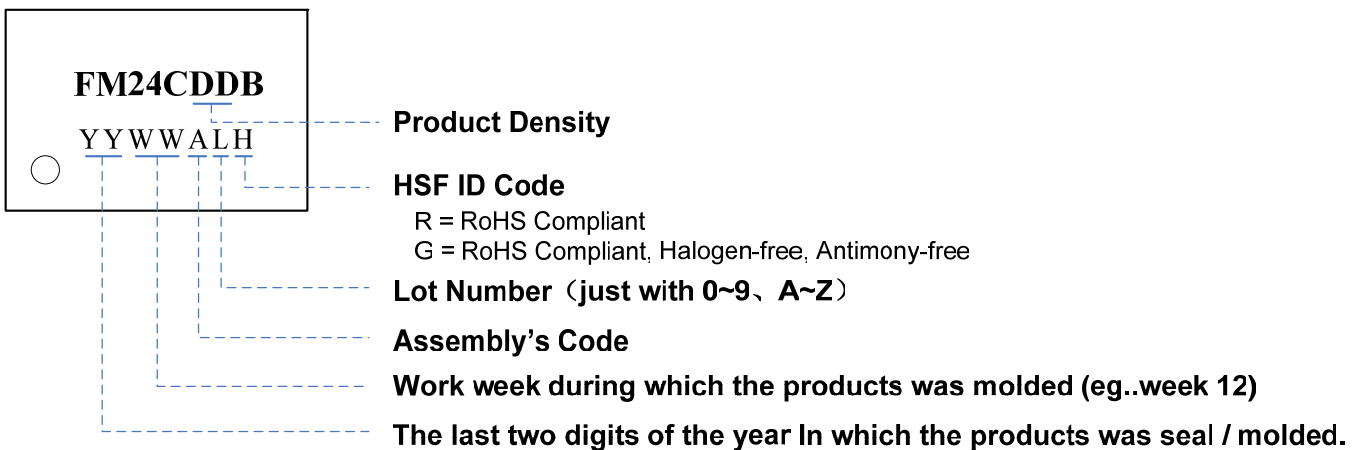 FM24CDDB
YYWWALH
Product Density
HSF ID Code
R = RoHS Compliant
G = RoHS Compliant, Halogen-free, Antimony-free
Lot Number（just with 0~9、A~Z）
Assembly’s Code
Work week during which the products was molded (eg..week 12)
The last two digits of the year In which the products was seal / molded.